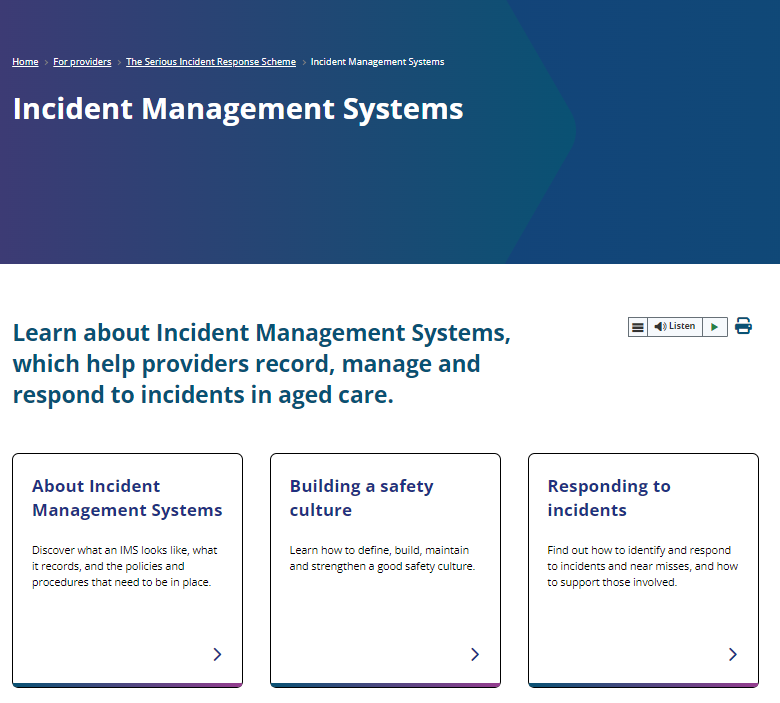 Home > For providers > The Serious Incident Response Scheme > Incident Management Systems
Incident Management Systems
Learn about Incident Management Systems,
which help providers record, manage and
respond to incidents in aged care.
Listen
About Incident
Management Systems
Discover what an IMS looks like, what
it records, and the policies and
procedures that need to be in place.
Building a safety
culture
Learn how to define, build, maintain
and strengthen a good safety culture.
Responding to
incidents
Find out how to identify and respond
to incidents and near misses, and how
to support those involved.